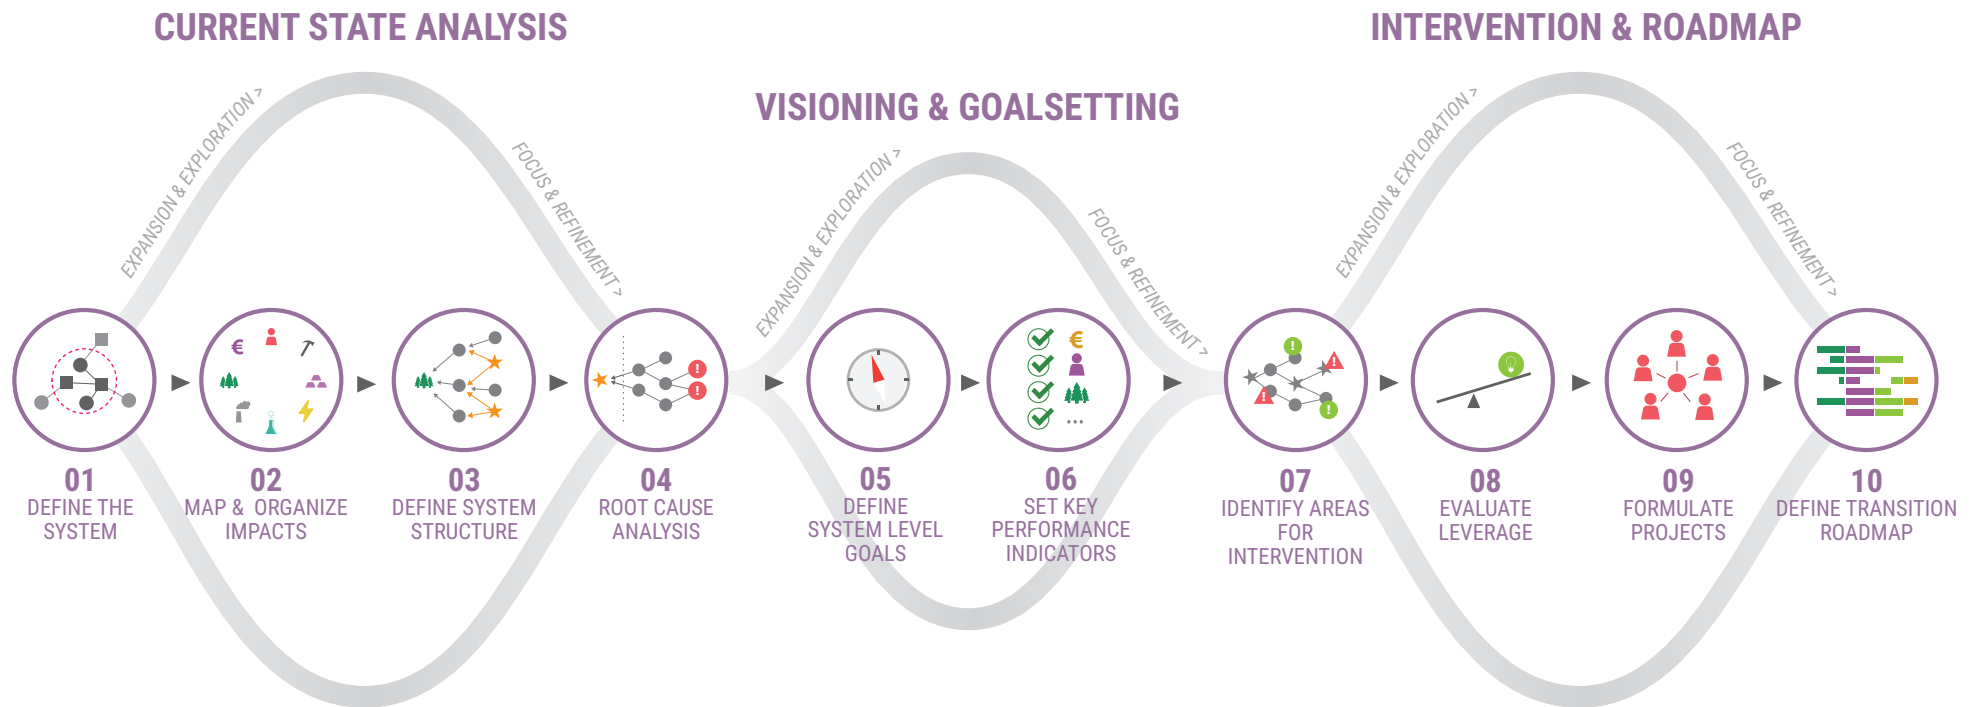 CURRENT STATE ANALYSIS
EXPANSION & EXPLORATION >
FOCUS & REFINEMENT >
01
DEFINE THE
SYSTEM
02
MAP & ORGANIZE
IMPACTS
€
03
DEFINE SYSTEM
STRUCTURE
04
ROOT CAUSE
ANALYSIS
!
!
VISIONING & GOALSETTING
EXPANSION & EXPLORATION >
FOCUS & REFINEMENT >
05
DEFINE
SYSTEM LEVEL
GOALS
06
SET KEY
PERFORMANCE
INDICATORS
€
...
INTERVENTION & ROADMAP
EXPANSION & EXPLORATION >
FOCUS & REFINEMENT >
07
IDENTIFY AREAS
FOR
INTERVENTION
!
!
!
!
08
EVALUATE
LEVERAGE
09
FORMULATE
PROJECTS
10
DEFINE TRANSITION
ROADMAP